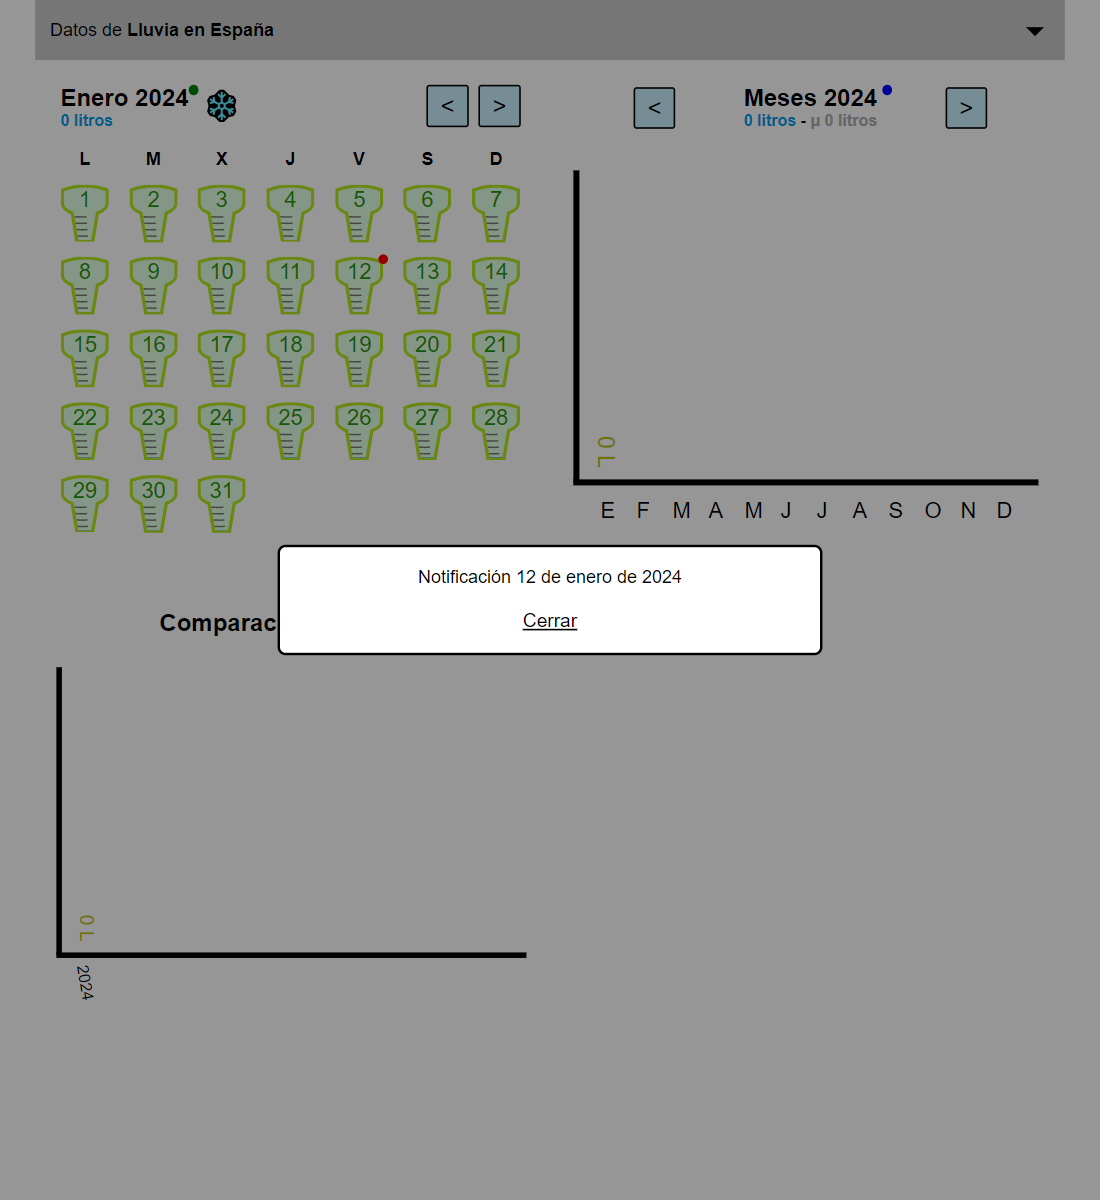 Datos de Lluvia en España
Enero 2024
0 litros
< >
L M X J V S D
1 2 3 4 5 6 7
8 9 10 11 12 13 14
15 16 17 18 19 20 21
22 23 24 25 26 27 28
29 30 31
<
Meses 2024
0 litros - µ 0 litros
>
0 L
E F M A M J J A S O N D
Notificación 12 de enero de 2024
Cerrar
Comparac
0 L
2024